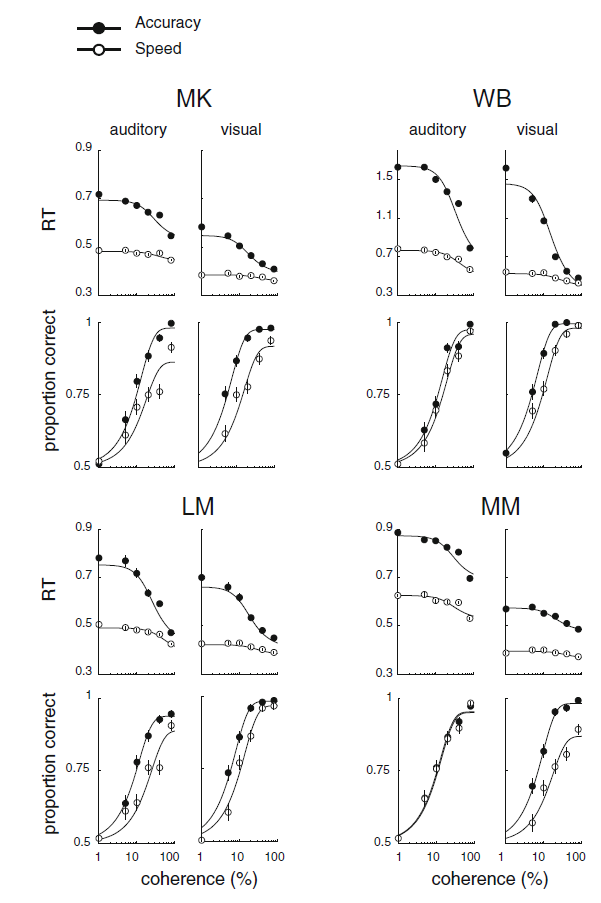 Accuracy
Speed
MK
WB
auditory
visual
auditory
visual
0.9
0.7
0.5
0.3
RT
1.5
1.1
0.7
0.3
1
0.75
0.5
proportion correct
1
0.75
0.5
LM
MM
0.9
0.7
0.5
0.3
RT
0.9
0.7
0.5
0.3
1
0.75
0.5
proportion correct
1
0.75
0.5
1 10 100
1 10 100
1 10 100
1 10 100
coherence (%)
coherence (%)